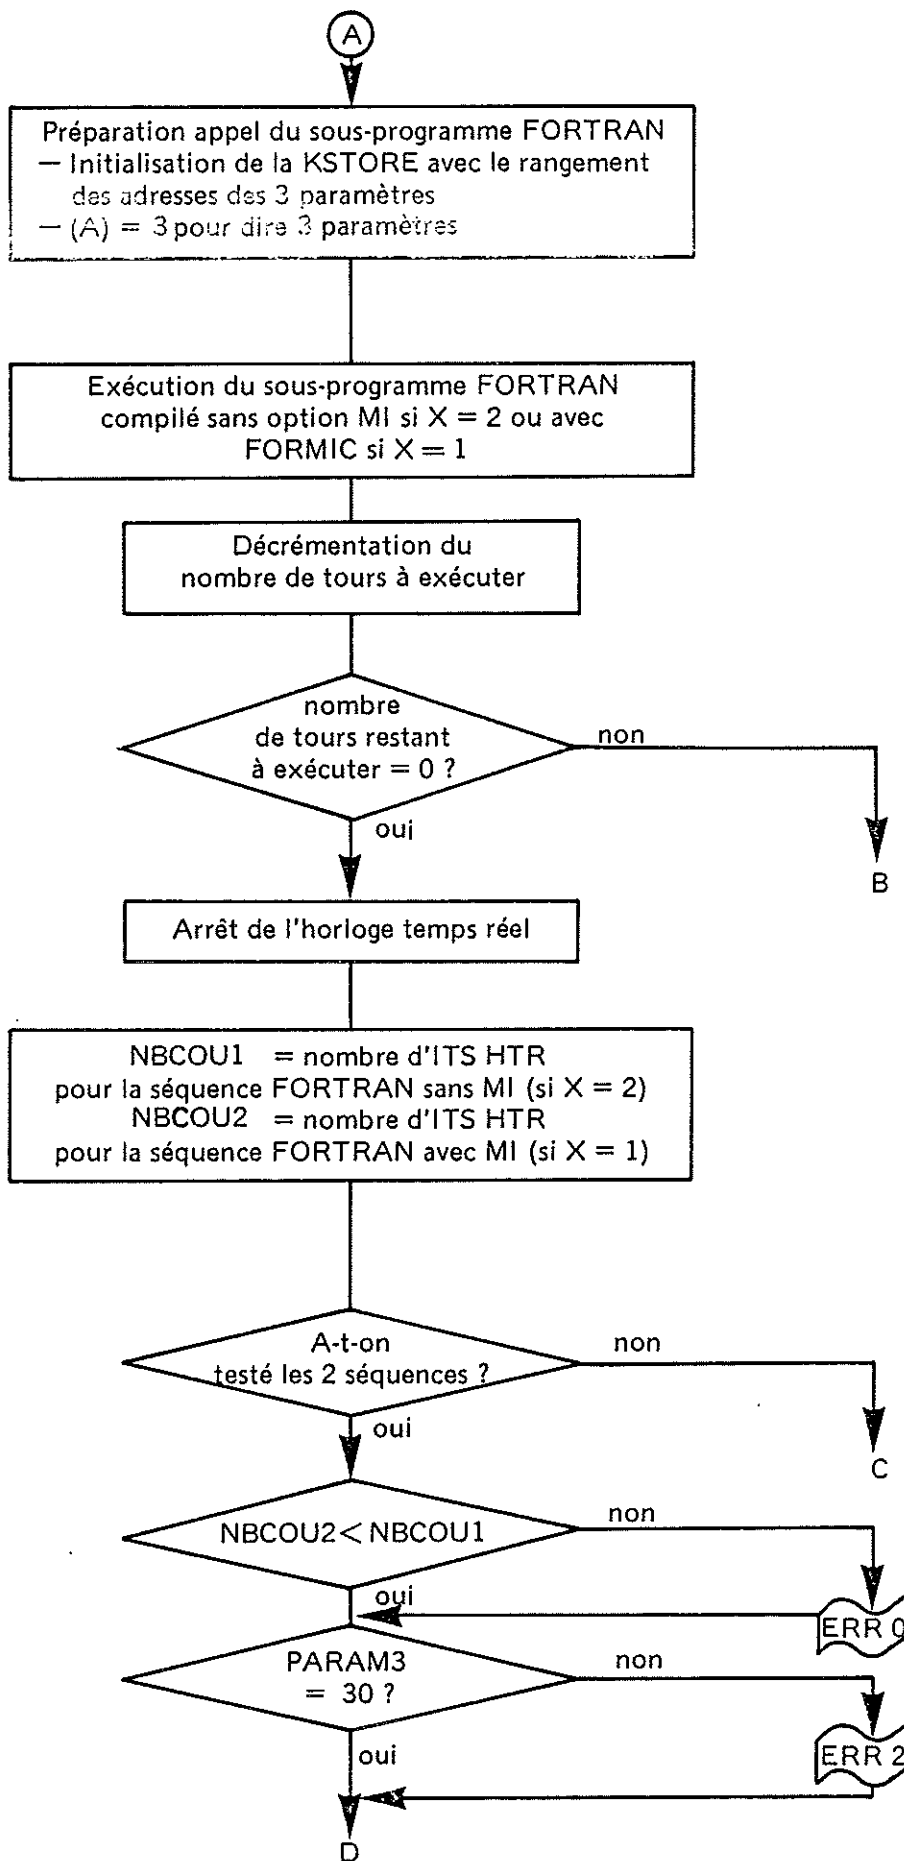 A
Préparation appel du sous-programme FORTRAN
— Initialisation de la KSTORE avec le rangement
des adresses des 3 paramètres
— (A) = 3 pour dire 3 paramètres
Exécution du sous-programme FORTRAN
compilé sans option MI si X = 2 ou avec
FORMIC si X = 1
Décrémentation du
nombre de tours à exécuter
nombre
de tours restant
à exécuter = 0 ?
non
oui
B
Arrêt de l'horloge temps réel
NBCOU1 = nombre d'ITS HTR
pour la séquence FORTRAN sans MI (si X = 2)
NBCOU2 = nombre d'ITS HTR
pour la séquence FORTRAN avec MI (si X = 1)
A-t-on
testé les 2 séquences ?
non
oui
C
NBCOU2 < NBCOU1
non
oui
ERR 0
PARAM3
= 30 ?
non
oui
ERR 2
D